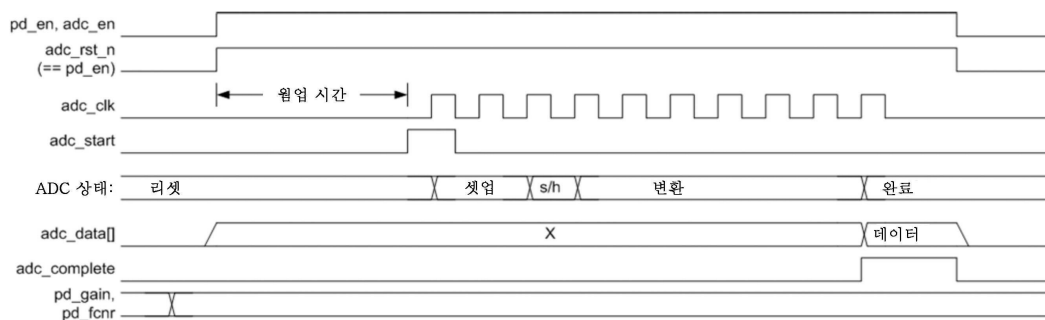 pd_en, adc_en
adc_rst_n
(== pd_en)
웜업 시간
adc_clk
adc_start
ADC 상태: 리셋 셋업 s/h 변환 완료
adc_data[] X 데이터
adc_complete
pd_gain,
pd_fcnr